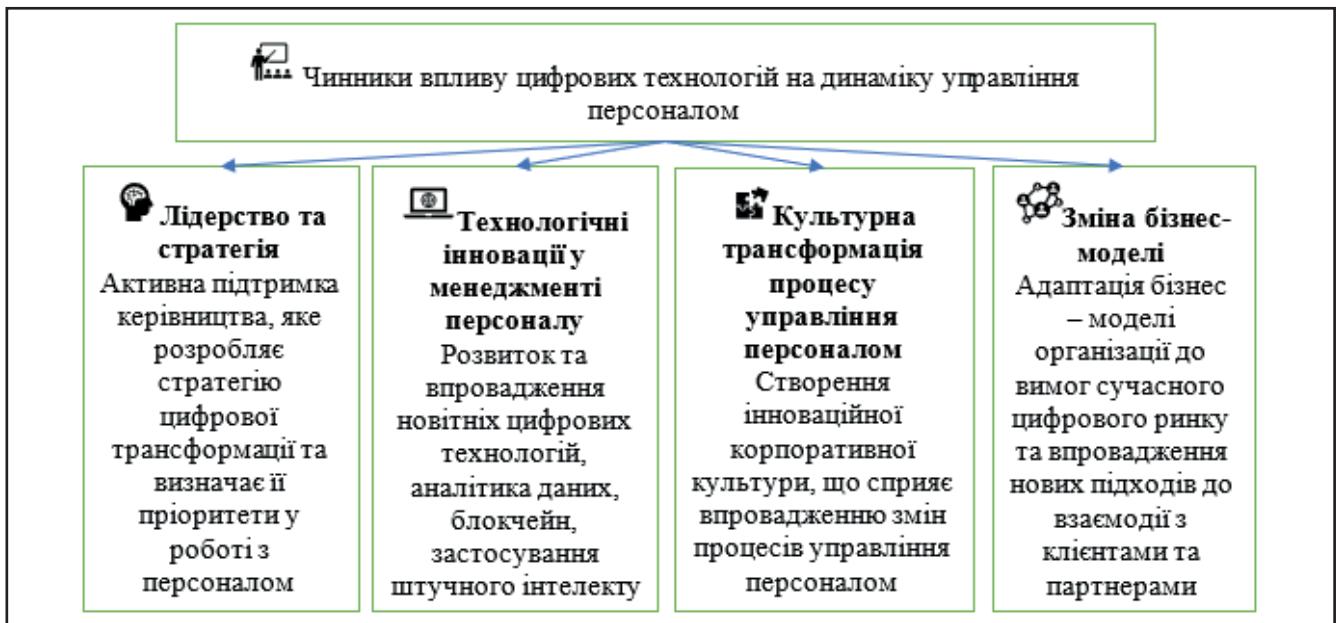 Чинники впливу цифрових технологій на динаміку управління
персоналом
Лідерство та
стратегія
Активна підтримка
керівництва, яке
розробляє
стратегію
цифрової
трансформації та
визначає її
пріоритети у
роботі з
персоналом
Технологічні
інновації у
менеджменті
персоналу
Розвиток та
впровадження
новітніх цифрових
технологій,
аналітика даних,
блокчейн,
застосування
штучного інтелекту
Культурна
трансформація
процесу
управління
персоналом
Створення
інноваційної
корпоративної
культури, що сприяє
впровадженню змін
процесів управління
персоналом
Зміна бізнес-
моделі
Адаптація бізнес
– моделі
організації до
вимог сучасного
цифрового ринку
та впровадження
нових підходів до
взаємодії з
клієнтами та
партнерами